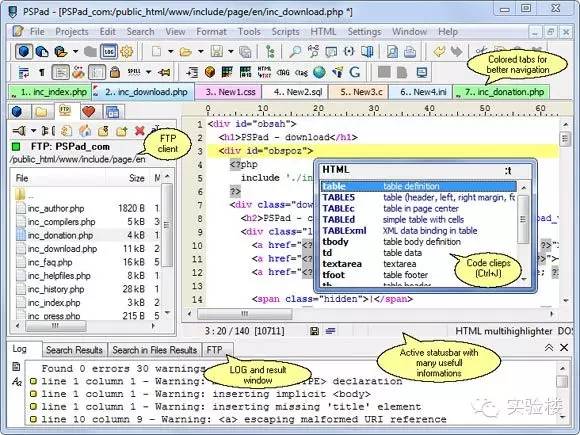 PSPad - [PSPad_com:/public_html/www/include/page/en/inc_download.php *]
File Projects Edit Search View Format Tools Scripts HTML Settings Window Help
Colored tabs for
better navigation
1.. inc_index.php 2.. inc_download.php 3.. New1.css 4.. New2.sql 5.. New3.c 6.. New4.ini 7.. inc_donation.php
FTP
client
FTP: PSPad_com
/public_html/www/include/page/en
File Size M
..
inc_author.php 1820 B
inc_compilers.php 5 kB
inc_donation.php 4 kB
inc_download.php 11 kB
inc_faq.php 16 kB
inc_helpfiles.php 8 kB
inc_history.php 28 kB
inc_index.php 3 kB
inc_press.php 21 kB
0 10 20 30 40 50 60
1 <div id="obsah">
2 <h1>PSPad - download</h1>
3 <div id="obspoz">
4 <?php
5 include './in
6 ?>
7 <div class="dow
8 <h2>PSPad - c
9 <div class="l
10 <a href="<?
11 <a href="<?
12 <a href="<?
13
14 <span class="hidden">|</span>
HTML :t
table table definition
TABLE5 table (header, left, right margin, fo
TABLEc table in page center
TABLEd simple table with cells
TABLExml XML data binding in table
tbody table body definition
td table data
textarea textarea
tfoot table footer
th table header
Code clieps
(Ctrl+J)
3 : 20 / 140 [10711] HTML multihighlighter DOS
Log Search Results Search in Files Results FTP
LOG and result
window
Active statusbar with
many usefull
informations
Found 0 errors 30 warnings
line 1 column 1 - Warning: PE> declaration
line 1 column 1 - Warning: inserting implicit <body>
line 1 column 1 - Warning: inserting missing 'title' element
line 10 column 9 - Warning: <a> escaping malformed URI reference
实验楼